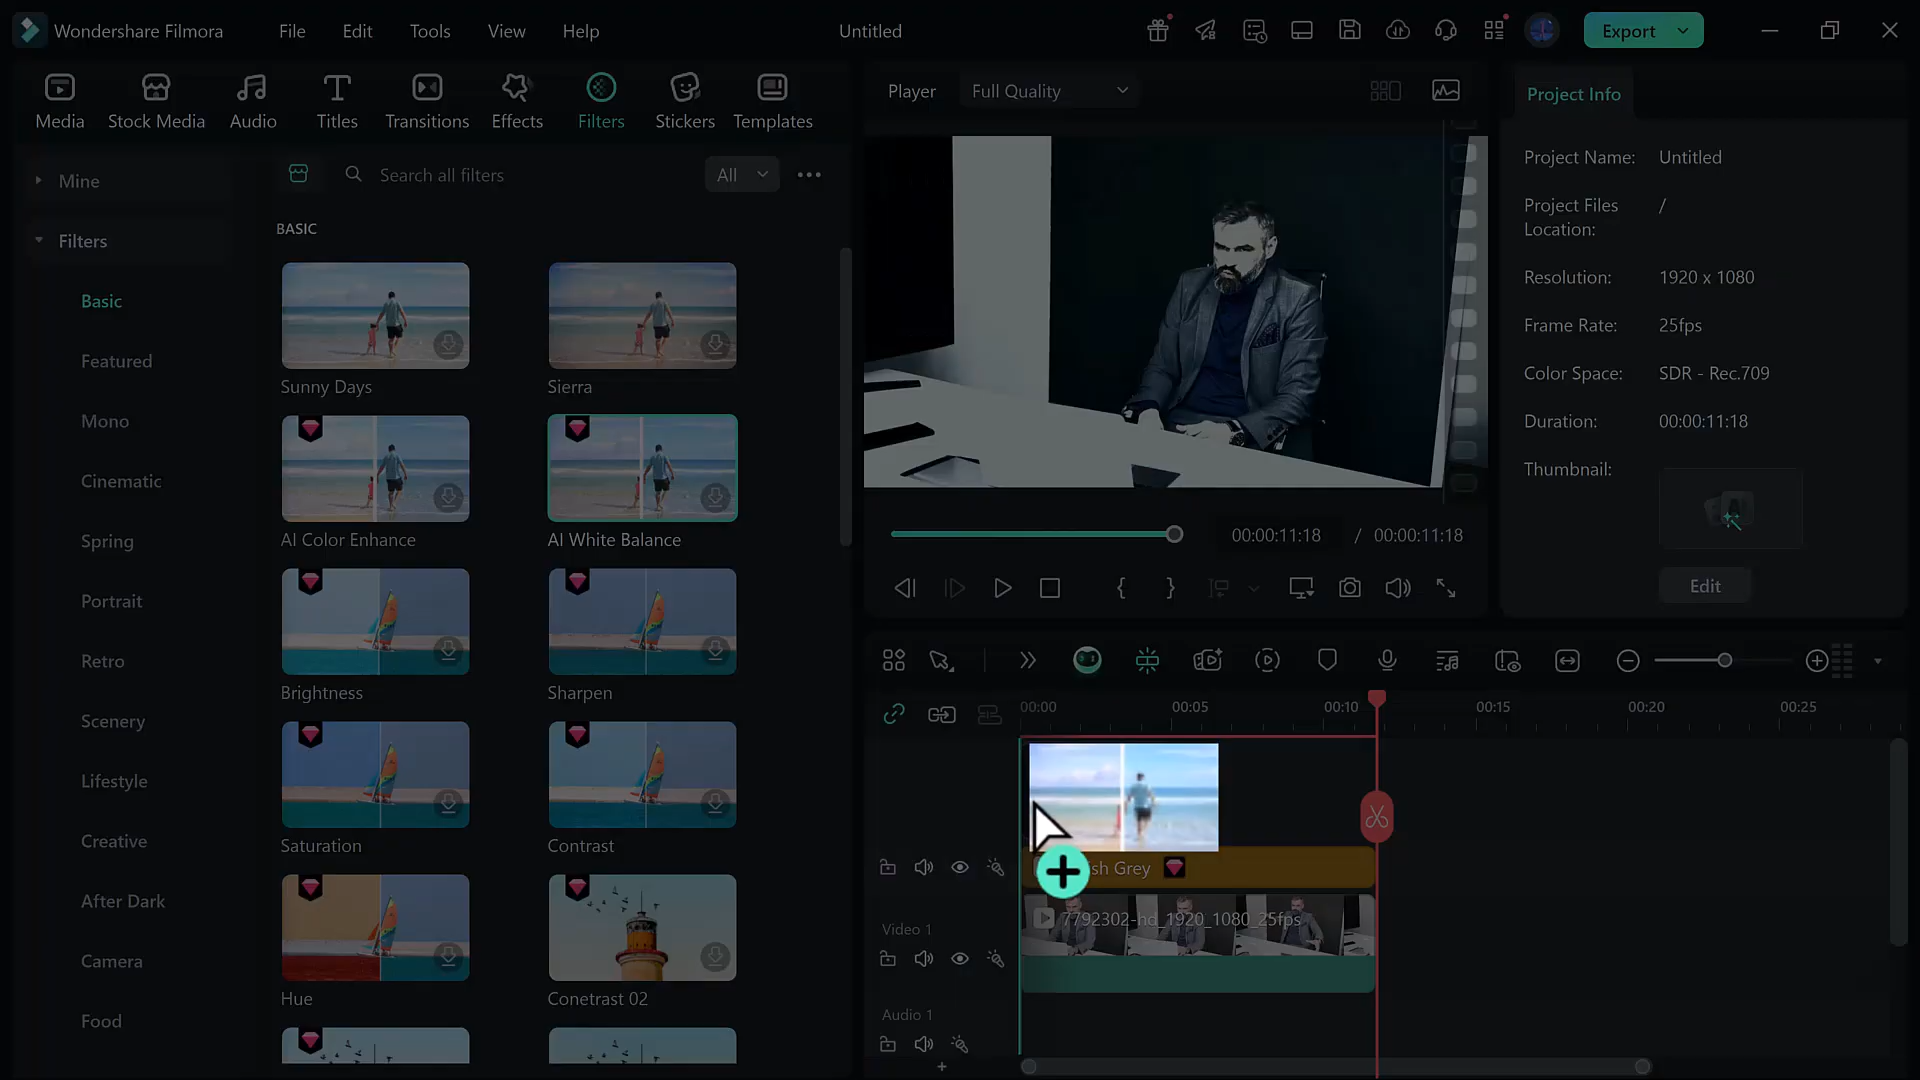 Wondershare Filmora
File
Edit
Tools
View
Help
Untitled
Export
Media
Stock Media
Audio
Titles
Transitions
Effects
Filters
Stickers
Templates
Player
Full Quality
Project Info
Mine
Search all filters
All
Filters
BASIC
Basic
Featured
Mono
Cinematic
Spring
Portrait
Retro
Scenery
Lifestyle
Creative
After Dark
Camera
Food
Sunny Days
Sierra
AI Color Enhance
AI White Balance
Brightness
Sharpen
Saturation
Contrast
Hue
Conetrast 02
Project Name: Untitled
Project Files Location: /
Resolution: 1920 x 1080
Frame Rate: 25fps
Color Space: SDR - Rec.709
Duration: 00:00:11:18
Thumbnail:
Edit
00:00:11:18 / 00:00:11:18
00:00
00:05
00:10
00:15
00:20
00:25
sh Grey
7792302-hd_1920_1080_25fps
Video 1
Audio 1